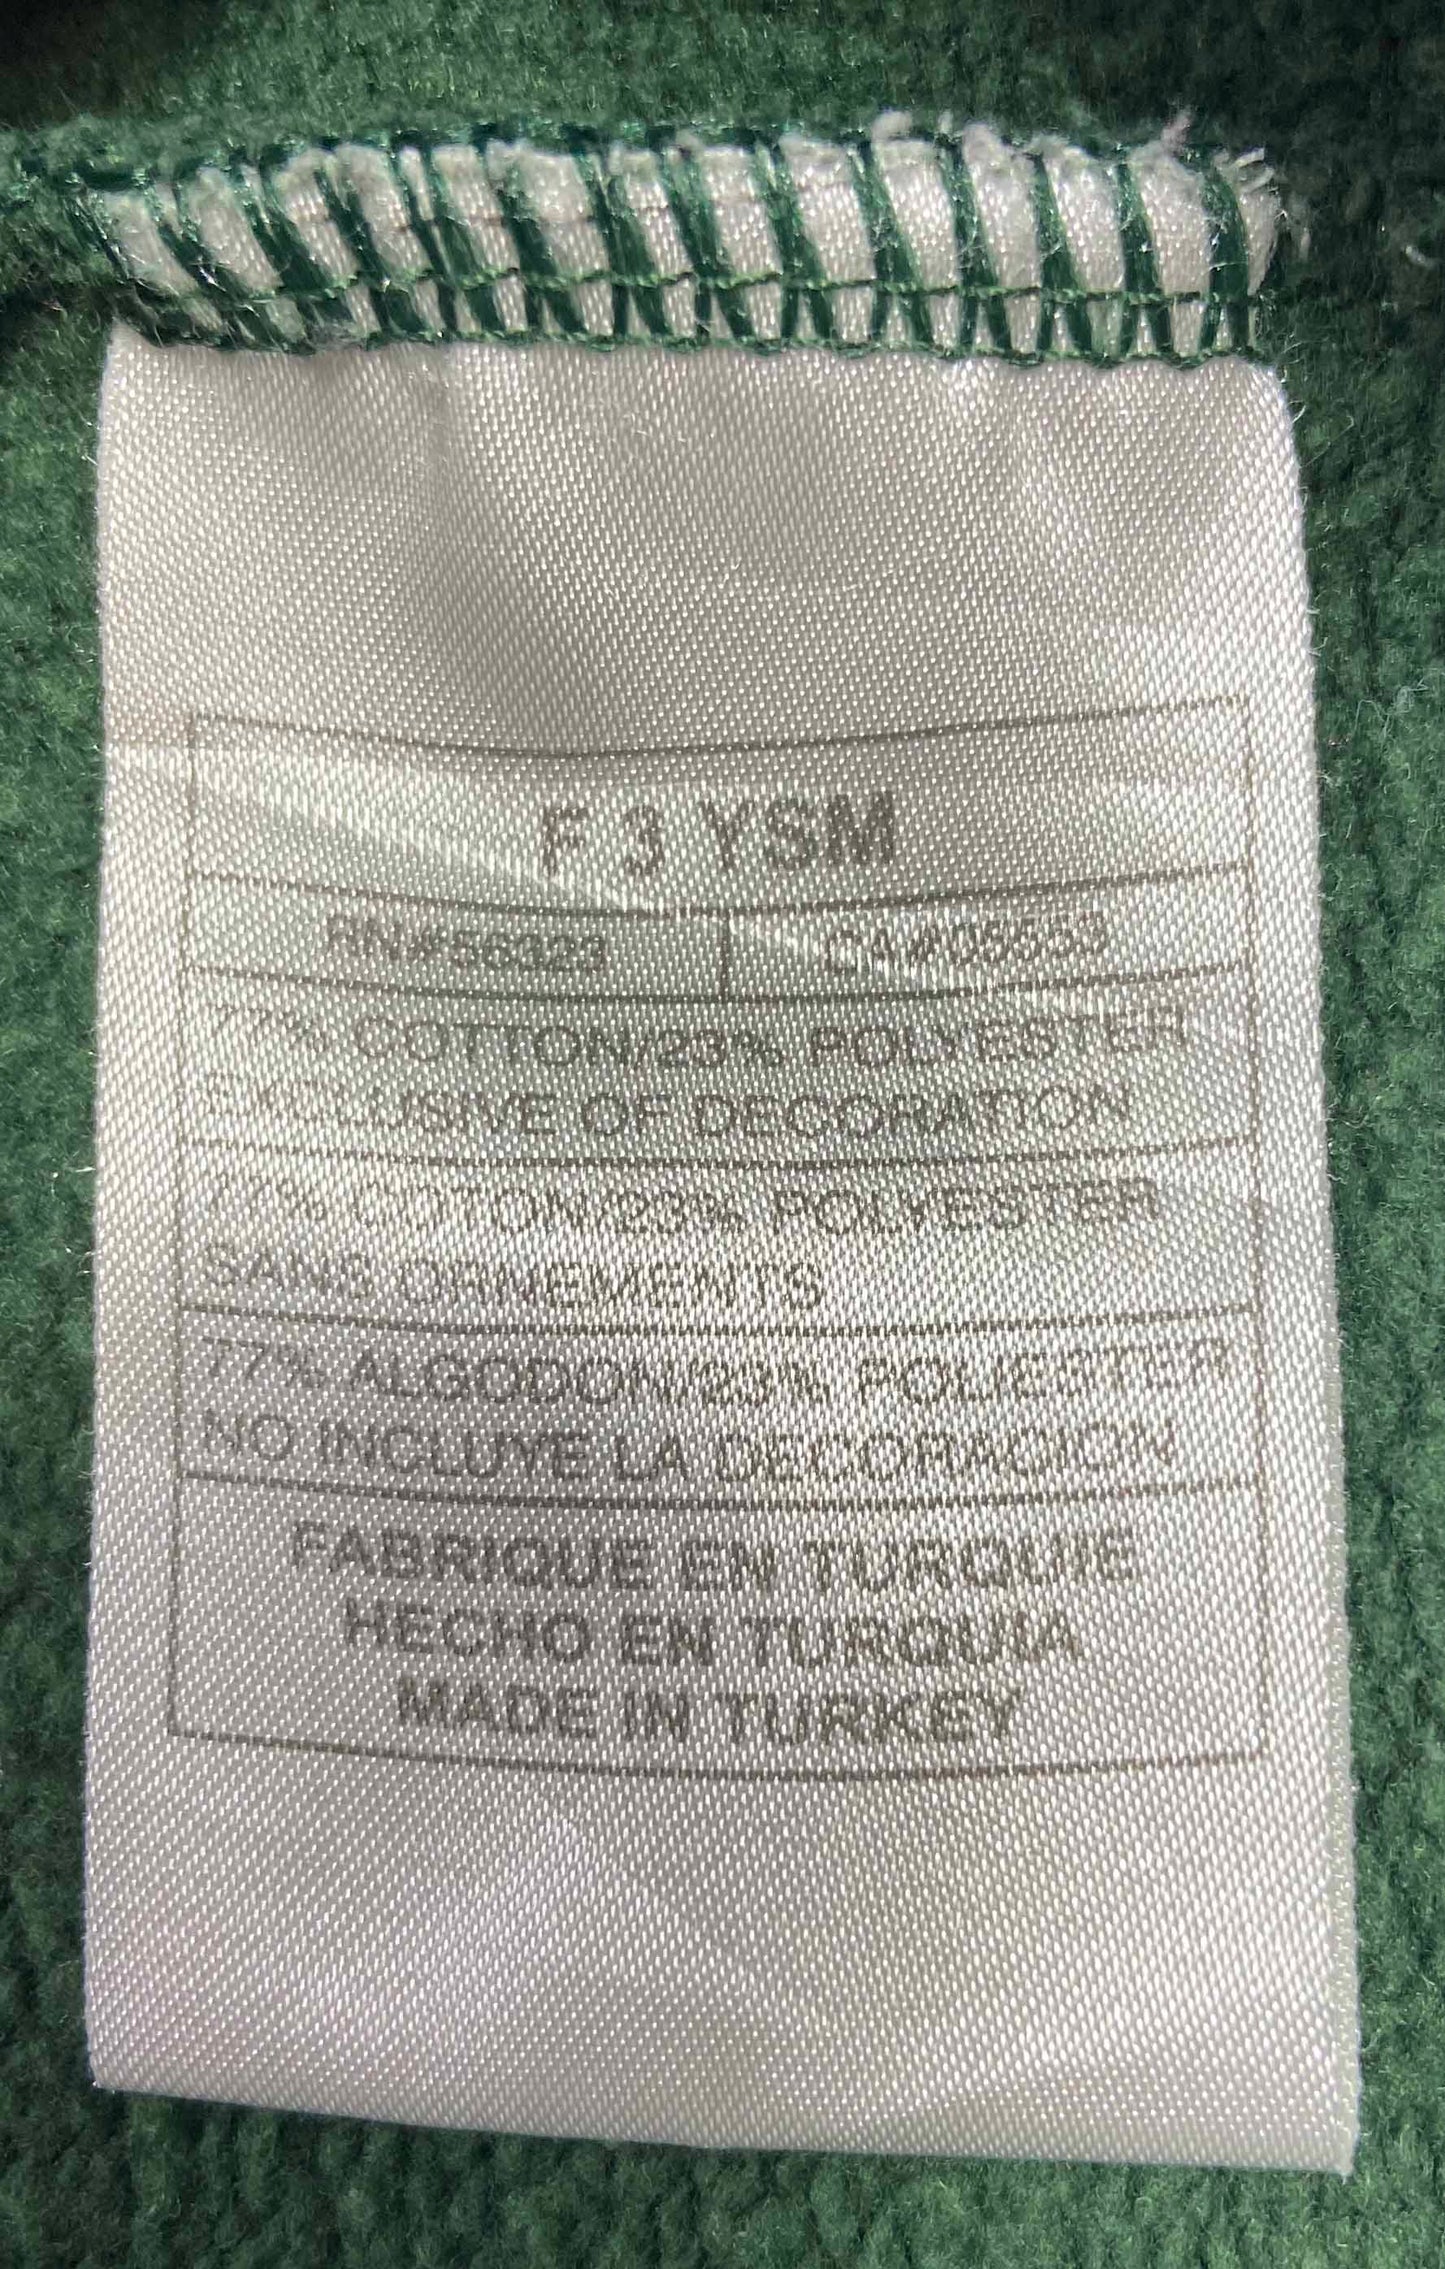 F 3 YSM
RN#56323 CA#05553
77% COTTON/23% POLYESTER
EXCLUSIVE OF DECORATION
77% COTON/23% POLYESTER
SANS ORNEMENTS
77% ALGODON/23% POLIESTER
NO INCLUYE LA DECORACION
FABRIQUE EN TURQUIE
HECHO EN TURQUIA
MADE IN TURKEY